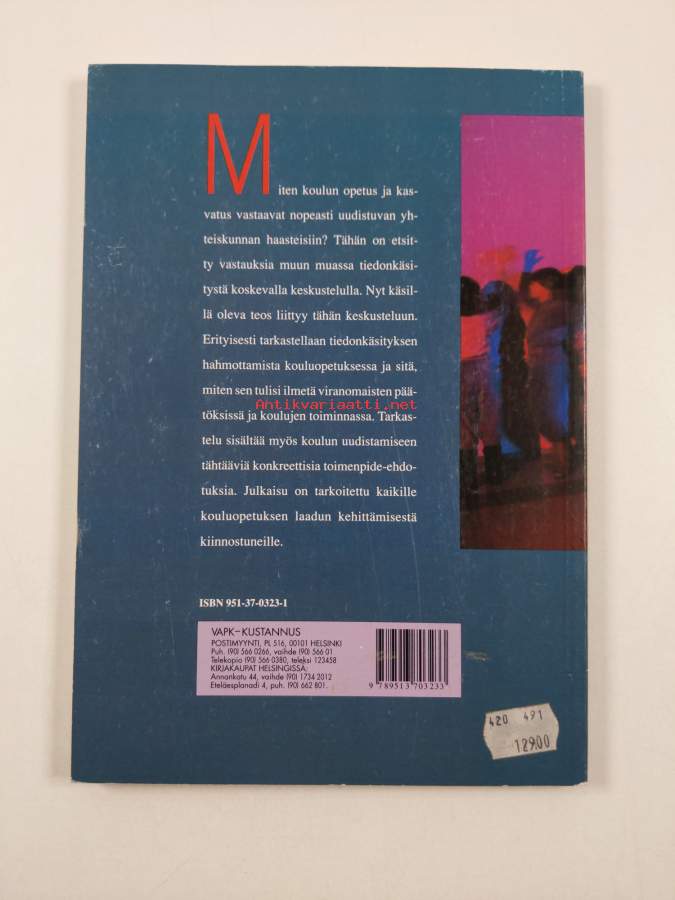 Miten koulun opetus ja kas-
vatus vastaavat nopeasti uudistuvan yh-
teiskunnan haasteisiin? Tähän on etsit-
ty vastauksia muun muassa tiedonkäsi-
tystä koskevalla keskustelulla. Nyt käsil-
lä oleva teos liittyy tähän keskusteluun.
Erityisesti tarkastellaan tiedonkäsityksen
hahmottamista kouluopetuksessa ja sitä,
miten sen tulisi ilmetä viranomaisten pää-
Antikvariaatti.net
töksissä ja koulujen toiminnassa. Tarkas-
telu sisältää myös koulun uudistamiseen
tähtääviä konkreettisia toimenpide-ehdo-
tuksia. Julkaisu on tarkoitettu kaikille
kouluopetuksen laadun kehittämisestä
kiinnostuneille.
ISBN 951-37-0323-1
VAPK-KUSTANNUS
POSTIMYYNTI, PL 516, 00101 HELSINKI
Puh. (90) 566 0266, vaihde (90) 566 01
Telekopio (90) 566 0380, teleksi 123458
KIRJAKAUPAT HELSINGISSÄ:
Annankatu 44, vaihde (90) 1734 2012
Eteläesplanadi 4, puh. (90) 662 801.
9 789513 703233
420 491
129.00